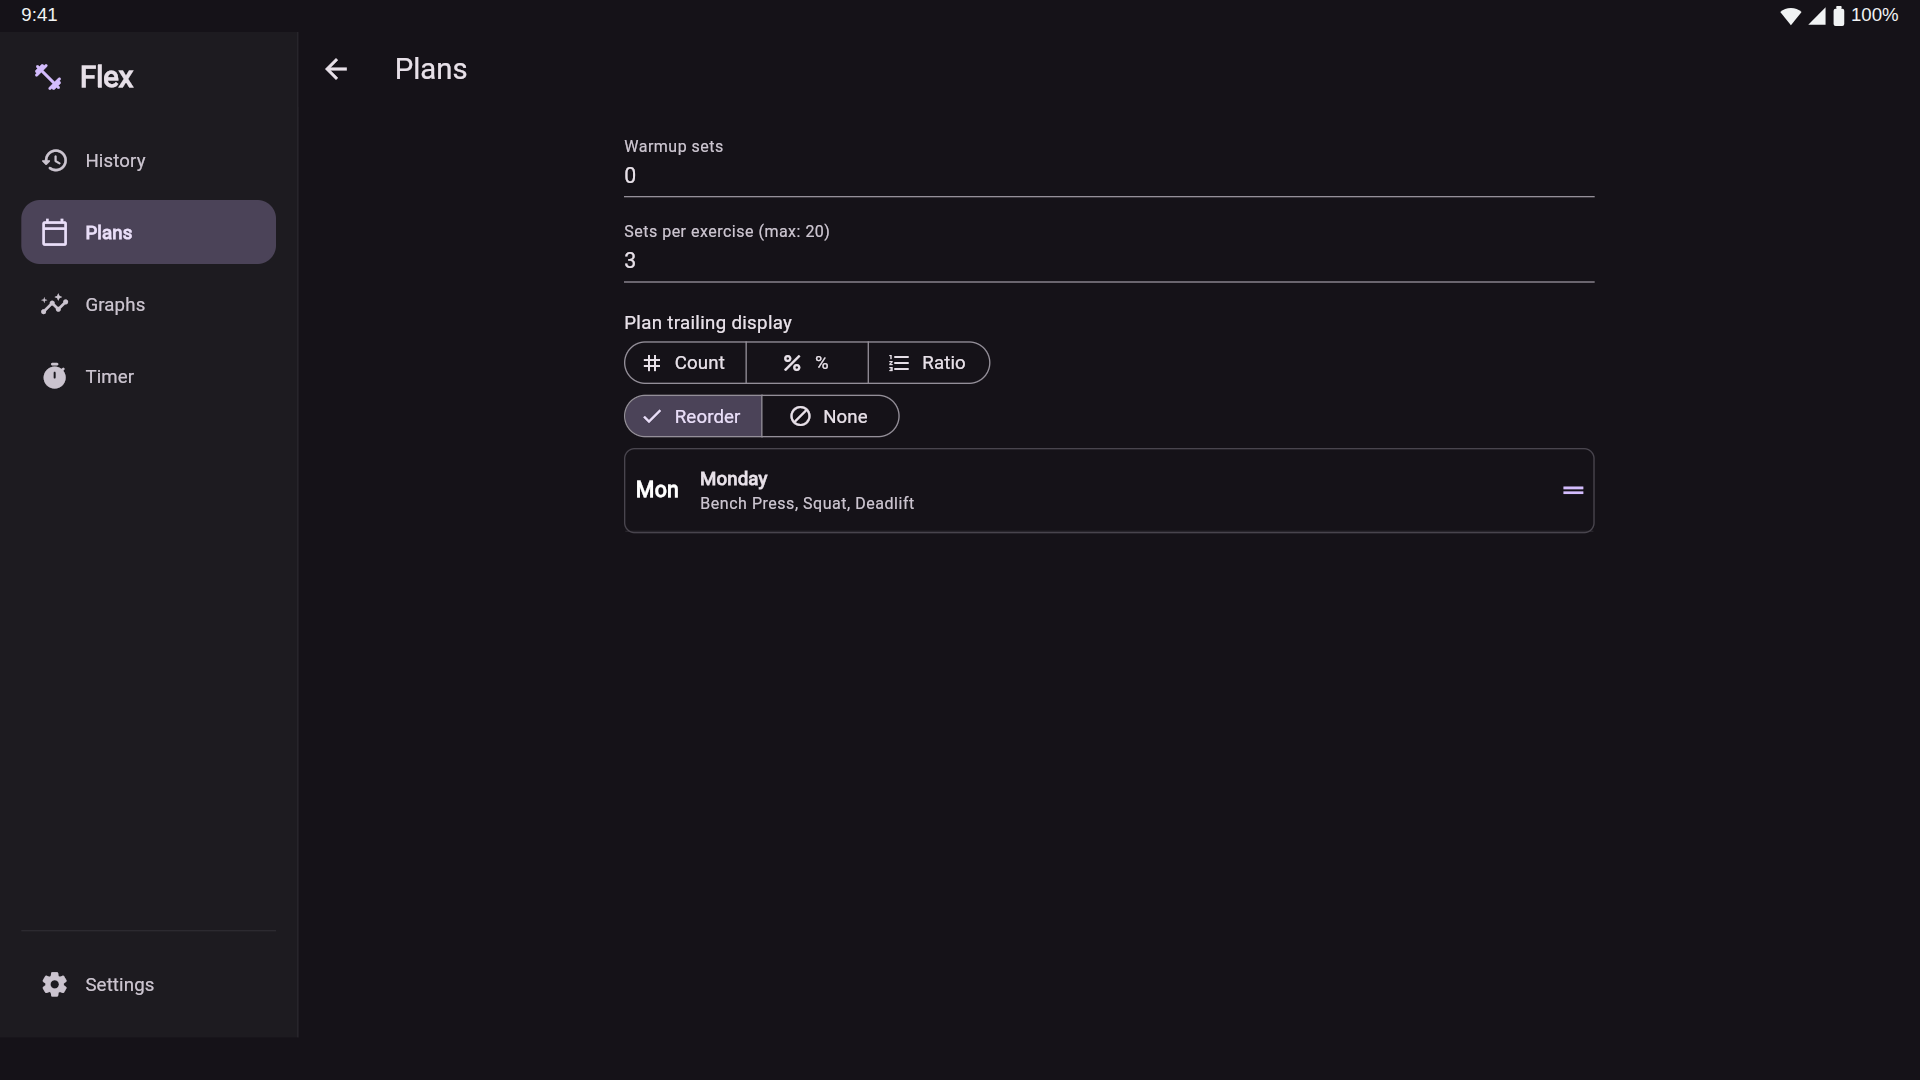 9:41
100%
Flex
Plans
History
Plans
Graphs
Timer
Settings
Warmup sets
0
Sets per exercise (max: 20)
3
Plan trailing display
Count % Ratio
Reorder None
Mon
Monday
Bench Press, Squat, Deadlift